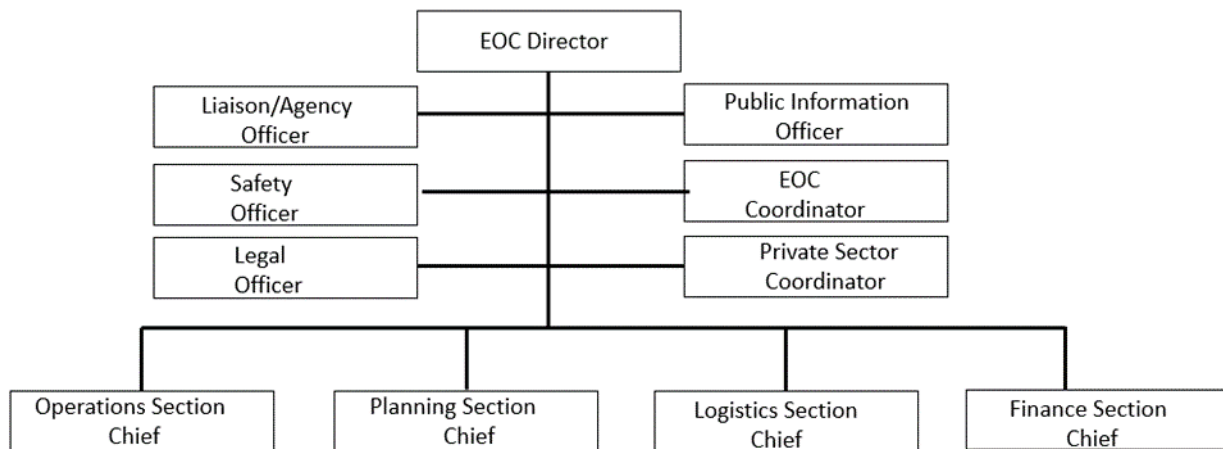 EOC Director
Liaison/Agency
Officer
Public Information
Officer
Safety
Officer
EOC
Coordinator
Legal
Officer
Private Sector
Coordinator
Operations Section
Chief
Planning Section
Chief
Logistics Section
Chief
Finance Section
Chief